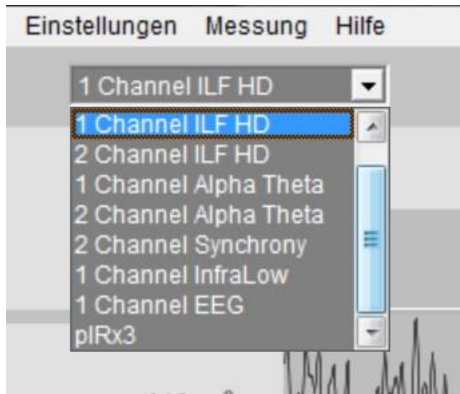 Einstellungen Messung Hilfe
1 Channel ILF HD
1 Channel ILF HD
2 Channel ILF HD
1 Channel Alpha Theta
2 Channel Alpha Theta
2 Channel Synchrony
1 Channel InfraLow
1 Channel EEG
pIRx3